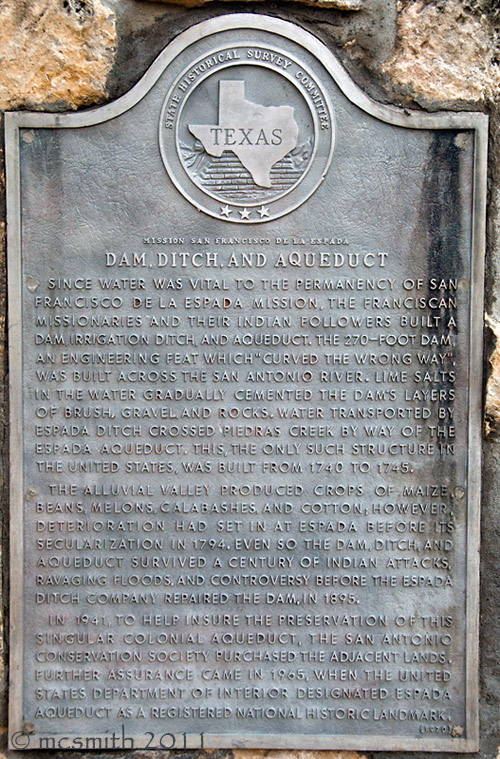 STATE HISTORICAL SURVEY COMMITTEE
TEXAS
MISSION SAN FRANCISCO DE LA ESPADA
DAM, DITCH, AND AQUEDUCT
SINCE WATER WAS VITAL TO THE PERMANENCY OF SAN
FRANCISCO DE LA ESPADA MISSION, THE FRANCISCAN
MISSIONARIES AND THEIR INDIAN FOLLOWERS BUILT A
DAM, IRRIGATION DITCH, AND AQUEDUCT. THE 270-FOOT DAM,
AN ENGINEERING FEAT WHICH "CURVED THE WRONG WAY",
WAS BUILT ACROSS THE SAN ANTONIO RIVER. LIME SALTS
IN THE WATER GRADUALLY CEMENTED THE DAM'S LAYERS
OF BRUSH, GRAVEL AND ROCKS. WATER TRANSPORTED BY
ESPADA DITCH CROSSED PIEDRAS CREEK BY WAY OF THE
ESPADA AQUEDUCT. THIS, THE ONLY SUCH STRUCTURE IN
THE UNITED STATES, WAS BUILT FROM 1740 TO 1745.
THE ALLUVIAL VALLEY PRODUCED CROPS OF MAIZE,
BEANS, MELONS, CALABASHES, AND COTTON, HOWEVER,
DETERIORATION HAD SET IN AT ESPADA BEFORE ITS
SECULARIZATION IN 1794. EVEN SO THE DAM, DITCH, AND
AQUEDUCT SURVIVED A CENTURY OF INDIAN ATTACKS,
RAVAGING FLOODS, AND CONTROVERSY BEFORE THE ESPADA
DITCH COMPANY REPAIRED THE DAM, IN 1895.
IN 1941, TO HELP INSURE THE PRESERVATION OF THIS
SINGULAR COLONIAL AQUEDUCT, THE SAN ANTONIO
CONSERVATION SOCIETY PURCHASED THE ADJACENT LANDS.
FURTHER ASSURANCE CAME IN 1965, WHEN THE UNITED
STATES DEPARTMENT OF INTERIOR DESIGNATED ESPADA
AQUEDUCT AS A REGISTERED NATIONAL HISTORIC LANDMARK.
(1970)
© mcsmith 2011